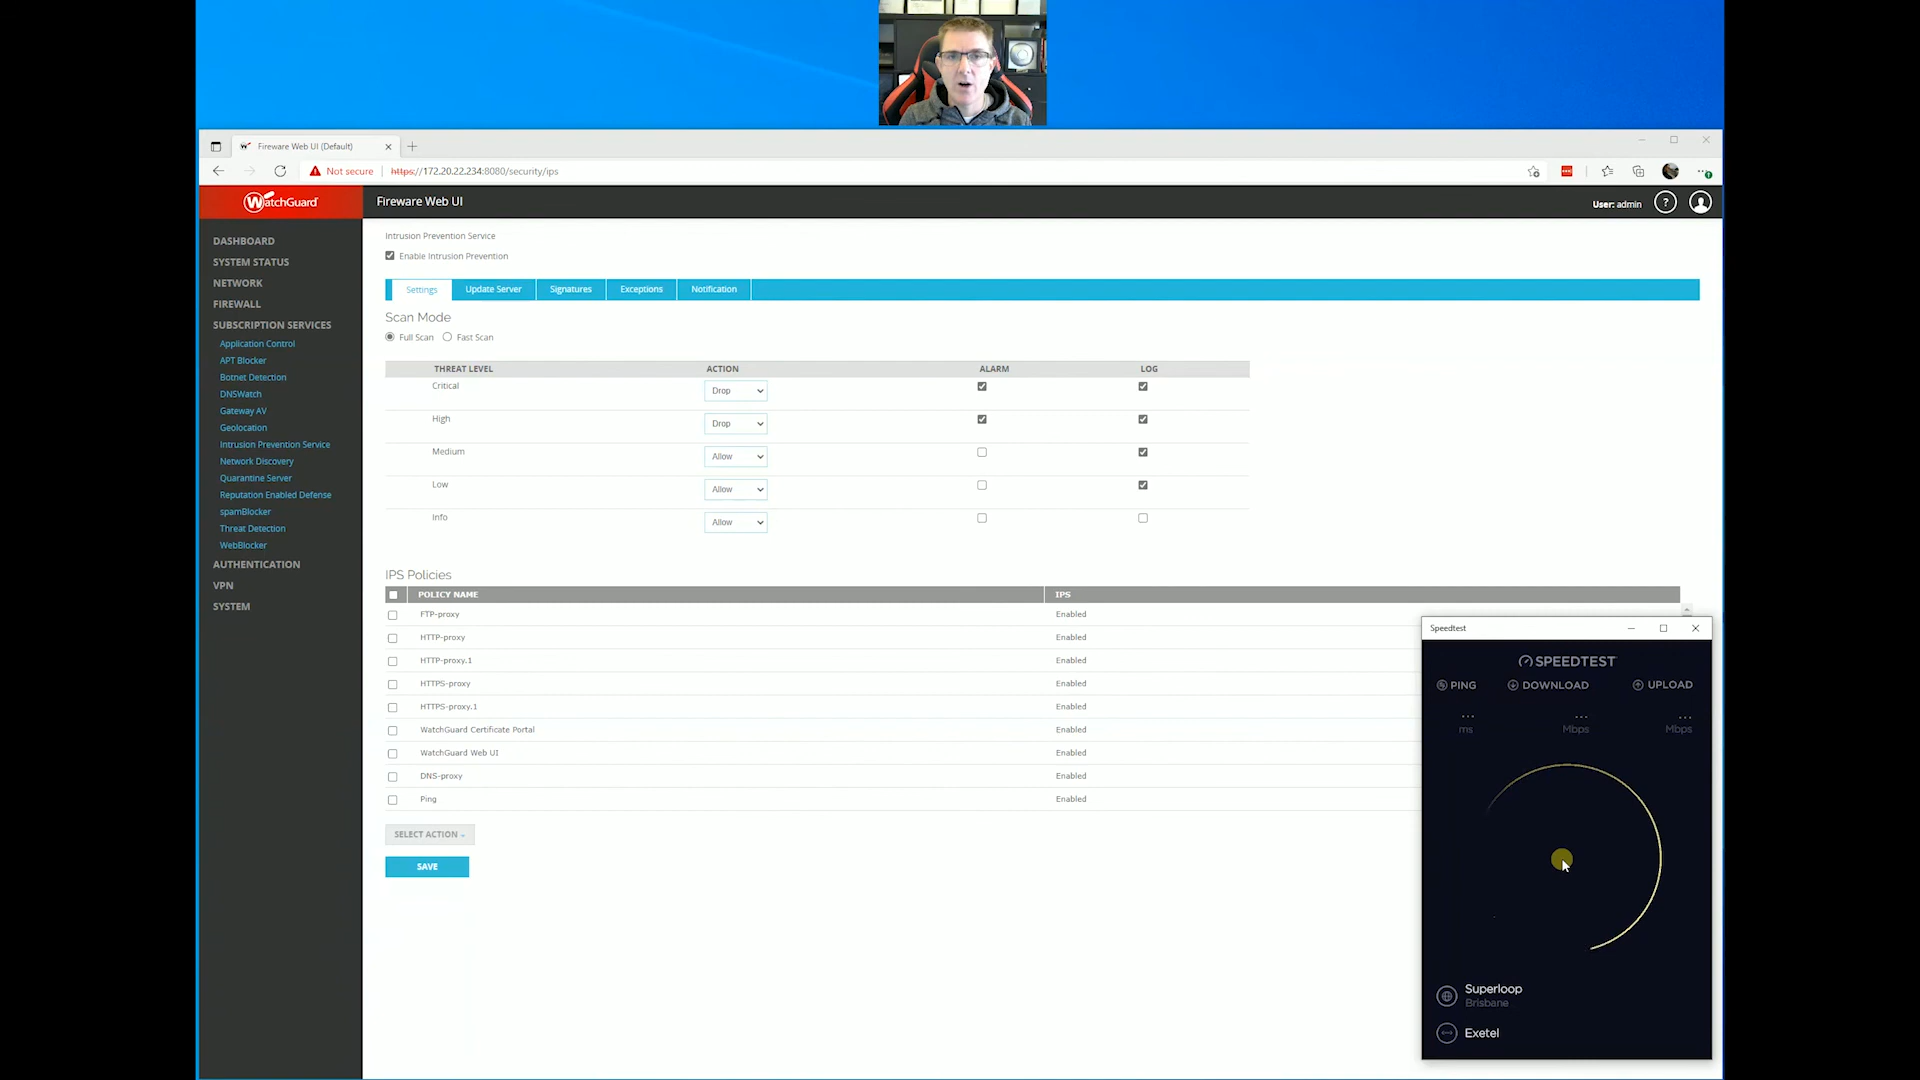 Fireware Web UI (Default)
Not secure
https://172.20.22.234:8080/security/ips
WatchGuard
Fireware Web UI
User: admin
?
DASHBOARD
SYSTEM STATUS
NETWORK
FIREWALL
SUBSCRIPTION SERVICES
Application Control
APT Blocker
Botnet Detection
DNSWatch
Gateway AV
Geolocation
Intrusion Prevention Service
Network Discovery
Quarantine Server
Reputation Enabled Defense
spamBlocker
Threat Detection
WebBlocker
AUTHENTICATION
VPN
SYSTEM
Intrusion Prevention Service
Enable Intrusion Prevention
Settings Update Server Signatures Exceptions Notification
Scan Mode
Full Scan Fast Scan
THREAT LEVEL ACTION ALARM LOG
Critical Drop
High Drop
Medium Allow
Low Allow
Info Allow
IPS Policies
POLICY NAME IPS
FTP-proxy Enabled
HTTP-proxy Enabled
HTTP-proxy.1 Enabled
HTTPS-proxy Enabled
HTTPS-proxy.1 Enabled
WatchGuard Certificate Portal Enabled
WatchGuard Web UI Enabled
DNS-proxy Enabled
Ping Enabled
SELECT ACTION
SAVE
Speedtest
SPEEDTEST
PING DOWNLOAD UPLOAD
... ... ...
ms Mbps Mbps
Superloop
Brisbane
Exetel